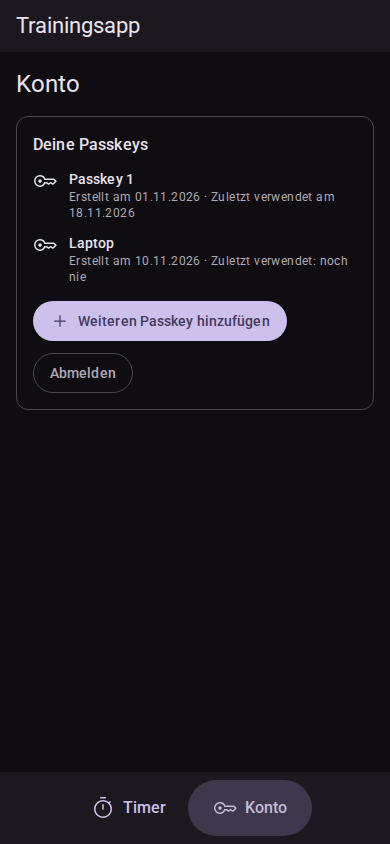 Trainingsapp
Konto
Deine Passkeys
Passkey 1
Erstellt am 01.11.2026 · Zuletzt verwendet am
18.11.2026
Laptop
Erstellt am 10.11.2026 · Zuletzt verwendet: noch
nie
Weiteren Passkey hinzufügen
Abmelden
Timer
Konto